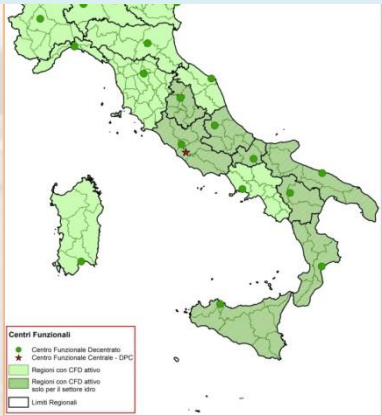 Centri Funzionali
Centro Funzionale Decentrato
Centro Funzionale Centrale - DPC
Regioni con CFD attivo
Regioni con CFD attivo
solo per il settore idro
Limiti Regionali